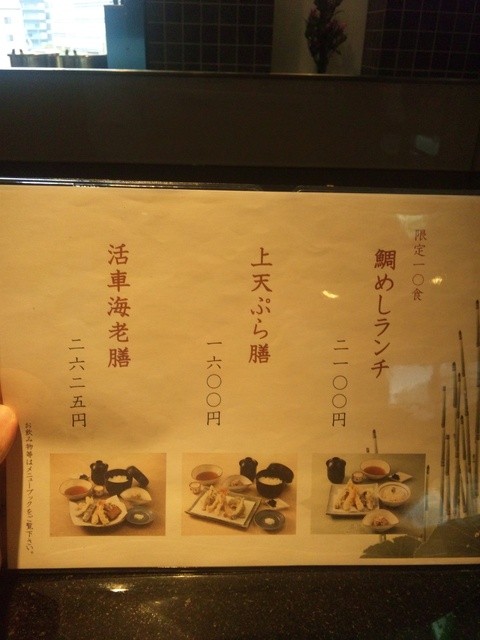 限定一〇食
鯛めしランチ
二一〇〇円
上天ぷら膳
一六〇〇円
活車海老膳
二六二五円
お飲み物等はメニューブックをご覧下さい。